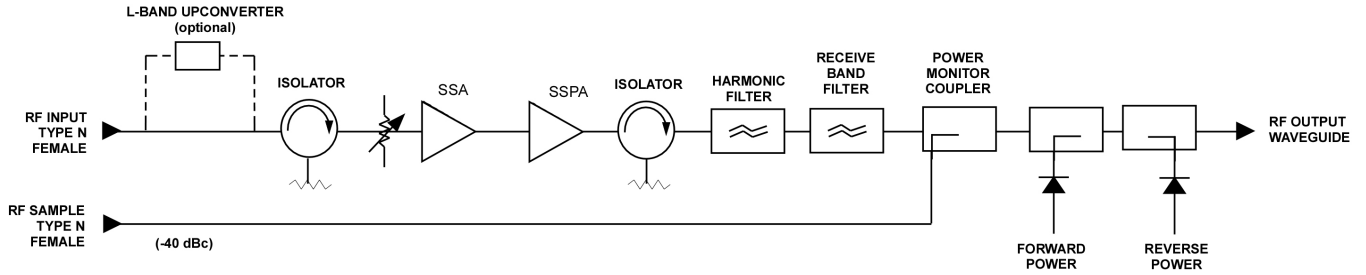 L-BAND UPCONVERTER
(optional)
ISOLATOR
SSA
SSPA
ISOLATOR
HARMONIC
FILTER
RECEIVE
BAND
FILTER
POWER
MONITOR
COUPLER
RF INPUT
TYPE N
FEMALE
RF OUTPUT
WAVEGUIDE
RF SAMPLE
TYPE N
FEMALE
(-40 dBc)
FORWARD
POWER
REVERSE
POWER